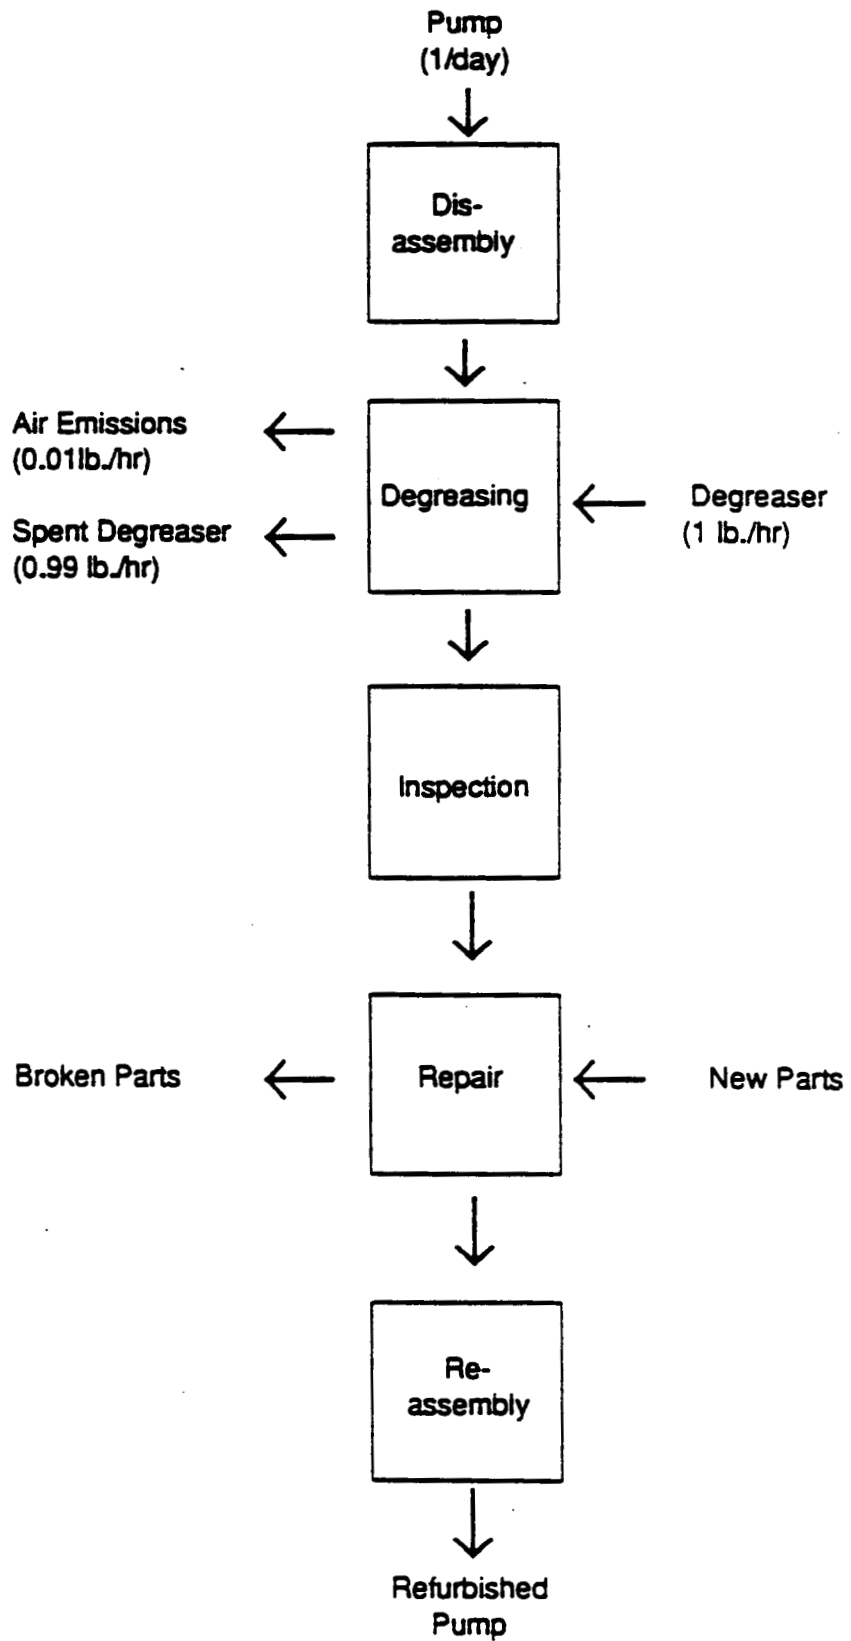 Pump
(1/day)
Dis-
assembly
Air Emissions
(0.01lb./hr)
Degreasing
Degreaser
(1 lb./hr)
Spent Degreaser
(0.99 lb./hr)
Inspection
Broken Parts
Repair
New Parts
Re-
assembly
Refurbished
Pump